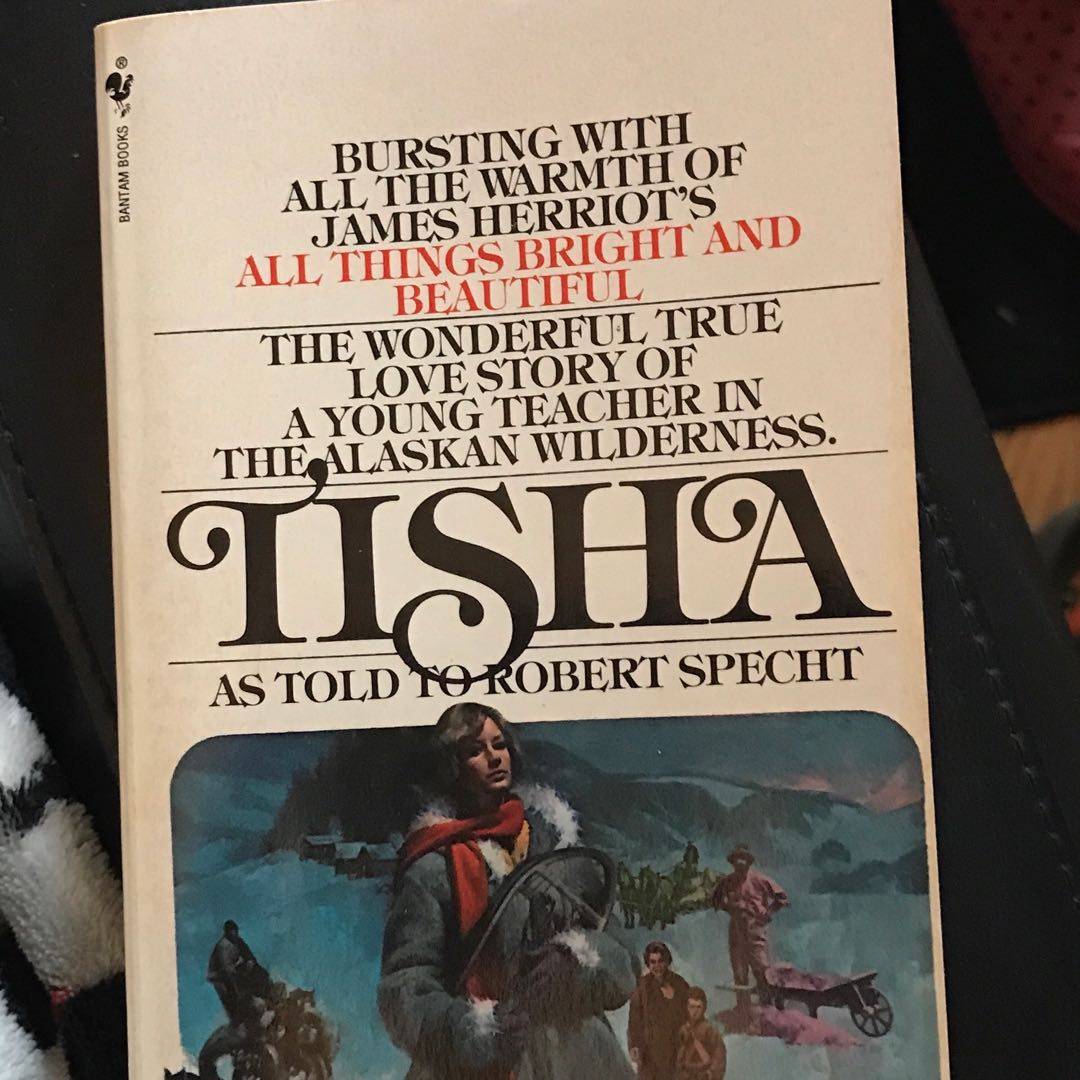 BANTAM BOOKS ®
BURSTING WITH
ALL THE WARMTH OF
JAMES HERRIOT'S
ALL THINGS BRIGHT AND
BEAUTIFUL
THE WONDERFUL TRUE
LOVE STORY OF
A YOUNG TEACHER IN
THE ALASKAN WILDERNESS.
TISHA
AS TOLD TO ROBERT SPECHT